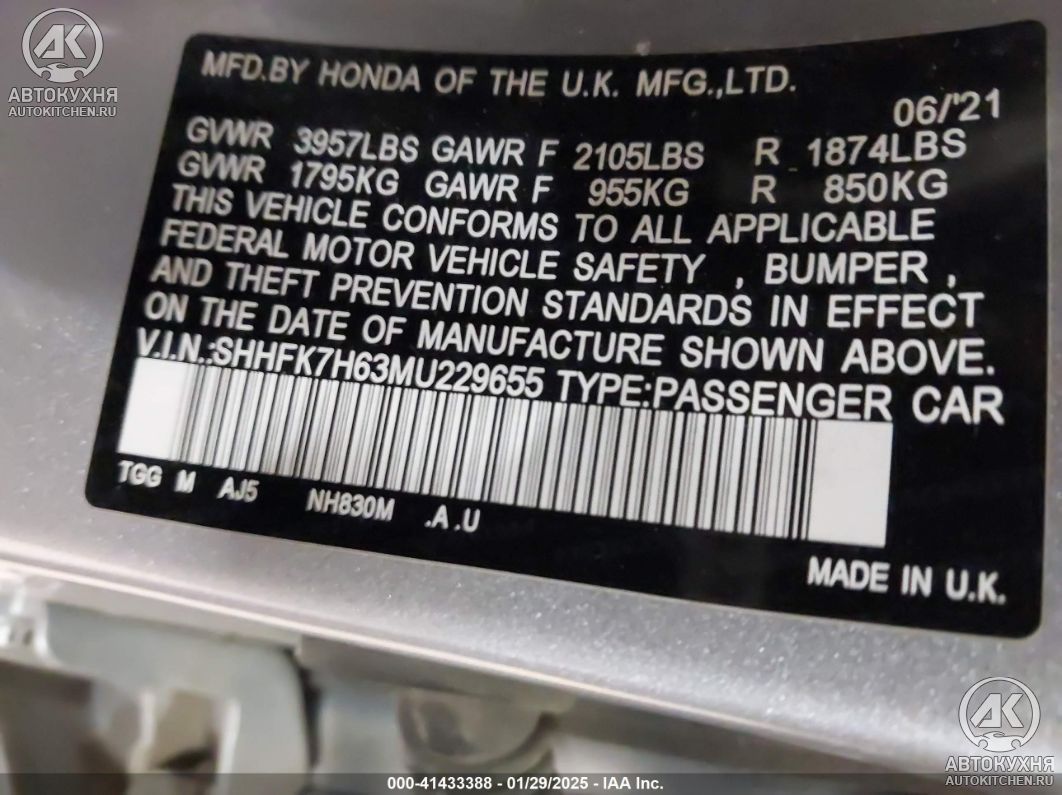 АВТОКУХНЯ
AUTOKITCHEN.RU
MFD.BY HONDA OF THE U.K. MFG.,LTD.
06/'21
GVWR 3957LBS GAWR F 2105LBS R 1874LBS
GVWR 1795KG GAWR F 955KG R 850KG
THIS VEHICLE CONFORMS TO ALL APPLICABLE
FEDERAL MOTOR VEHICLE SAFETY , BUMPER ,
AND THEFT PREVENTION STANDARDS IN EFFECT
ON THE DATE OF MANUFACTURE SHOWN ABOVE.
V.I.N.:SHHFK7H63MU229655 TYPE:PASSENGER CAR
TGG M AJ5 NH830M .A .U
MADE IN U.K.
АК
АВТОКУХНЯ
AUTOKITCHEN.RU
000-41433388 - 01/29/2025 - IAA Inc.